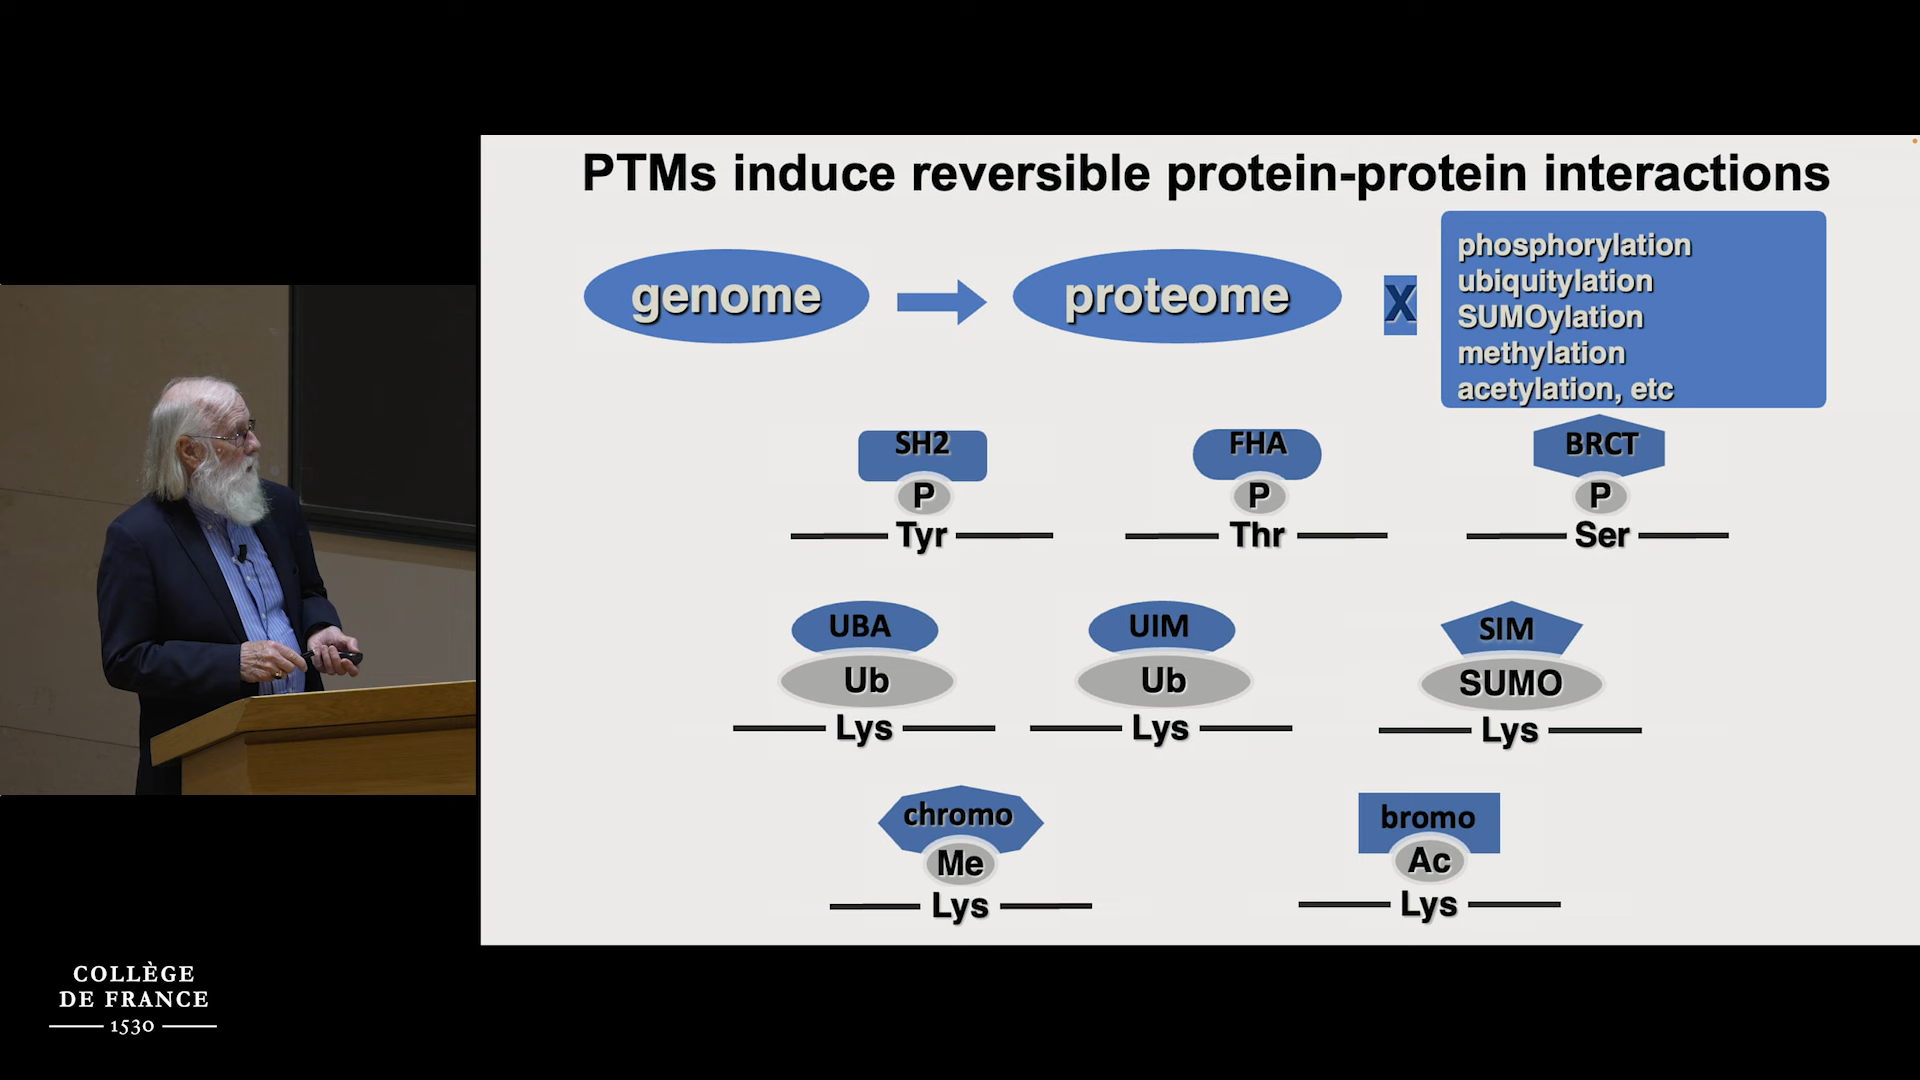 PTMs induce reversible protein-protein interactions
genome
proteome
X
phosphorylation
ubiquitylation
SUMOylation
methylation
acetylation, etc
SH2
P
Tyr
FHA
P
Thr
BRCT
P
Ser
UBA
Ub
Lys
UIM
Ub
Lys
SIM
SUMO
Lys
chromo
Me
Lys
bromo
Ac
Lys
COLLÈGE
DE FRANCE
1530